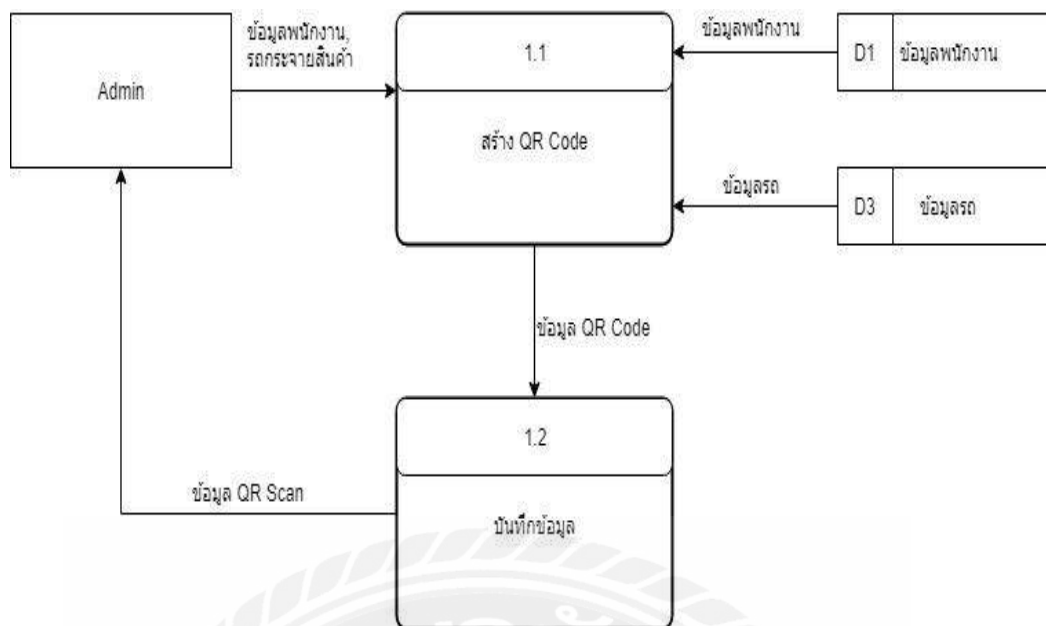 ข้อมูลพนักงาน,
รถกระจายสินค้า
Admin
1.1
สร้าง QR Code
ข้อมูลพนักงาน
D1
ข้อมูลพนักงาน
ข้อมูลรถ
D3
ข้อมูลรถ
ข้อมูล QR Code
1.2
บันทึกข้อมูล
ข้อมูล QR Scan